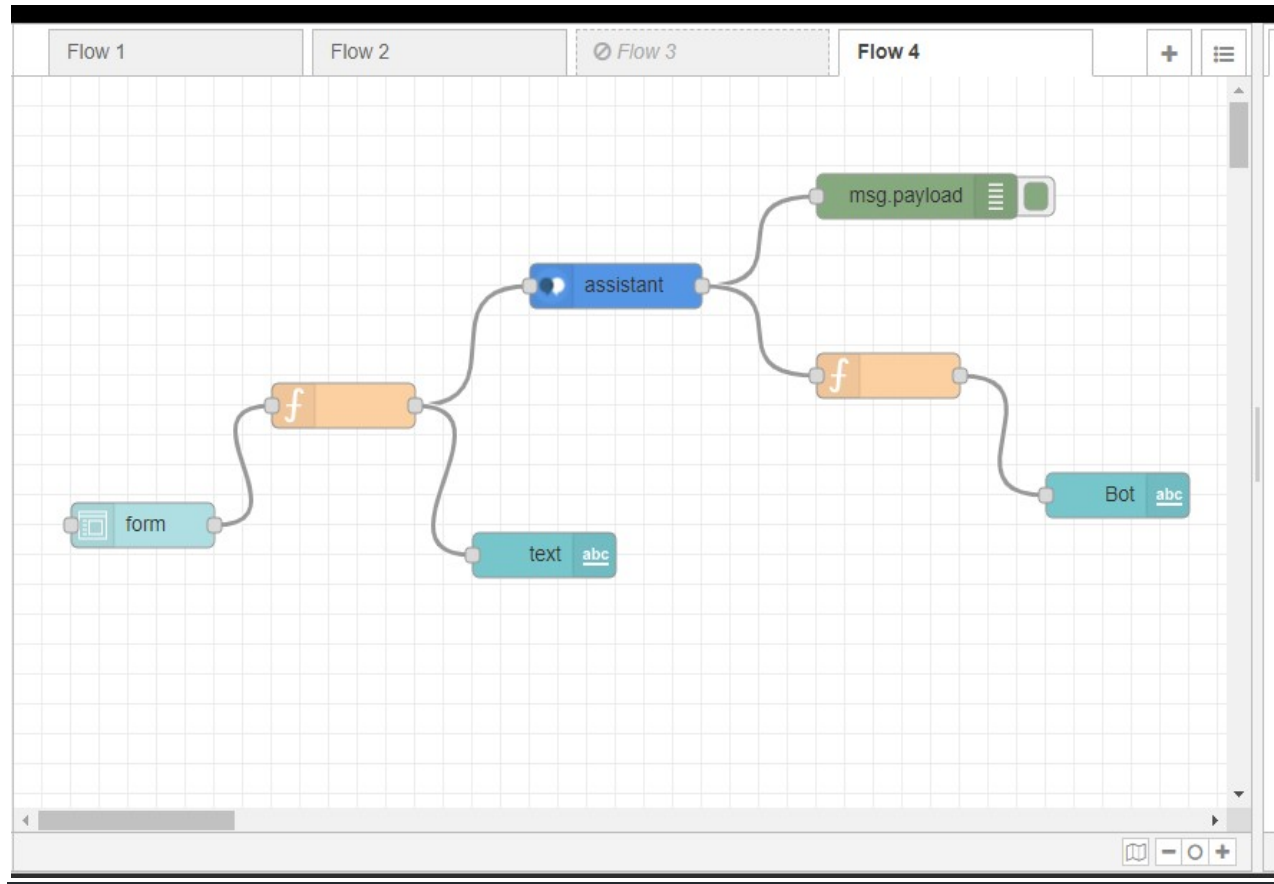 Flow 1
Flow 2
Flow 3
Flow 4
msg.payload
assistant
f
f
Bot abc
form
text abc